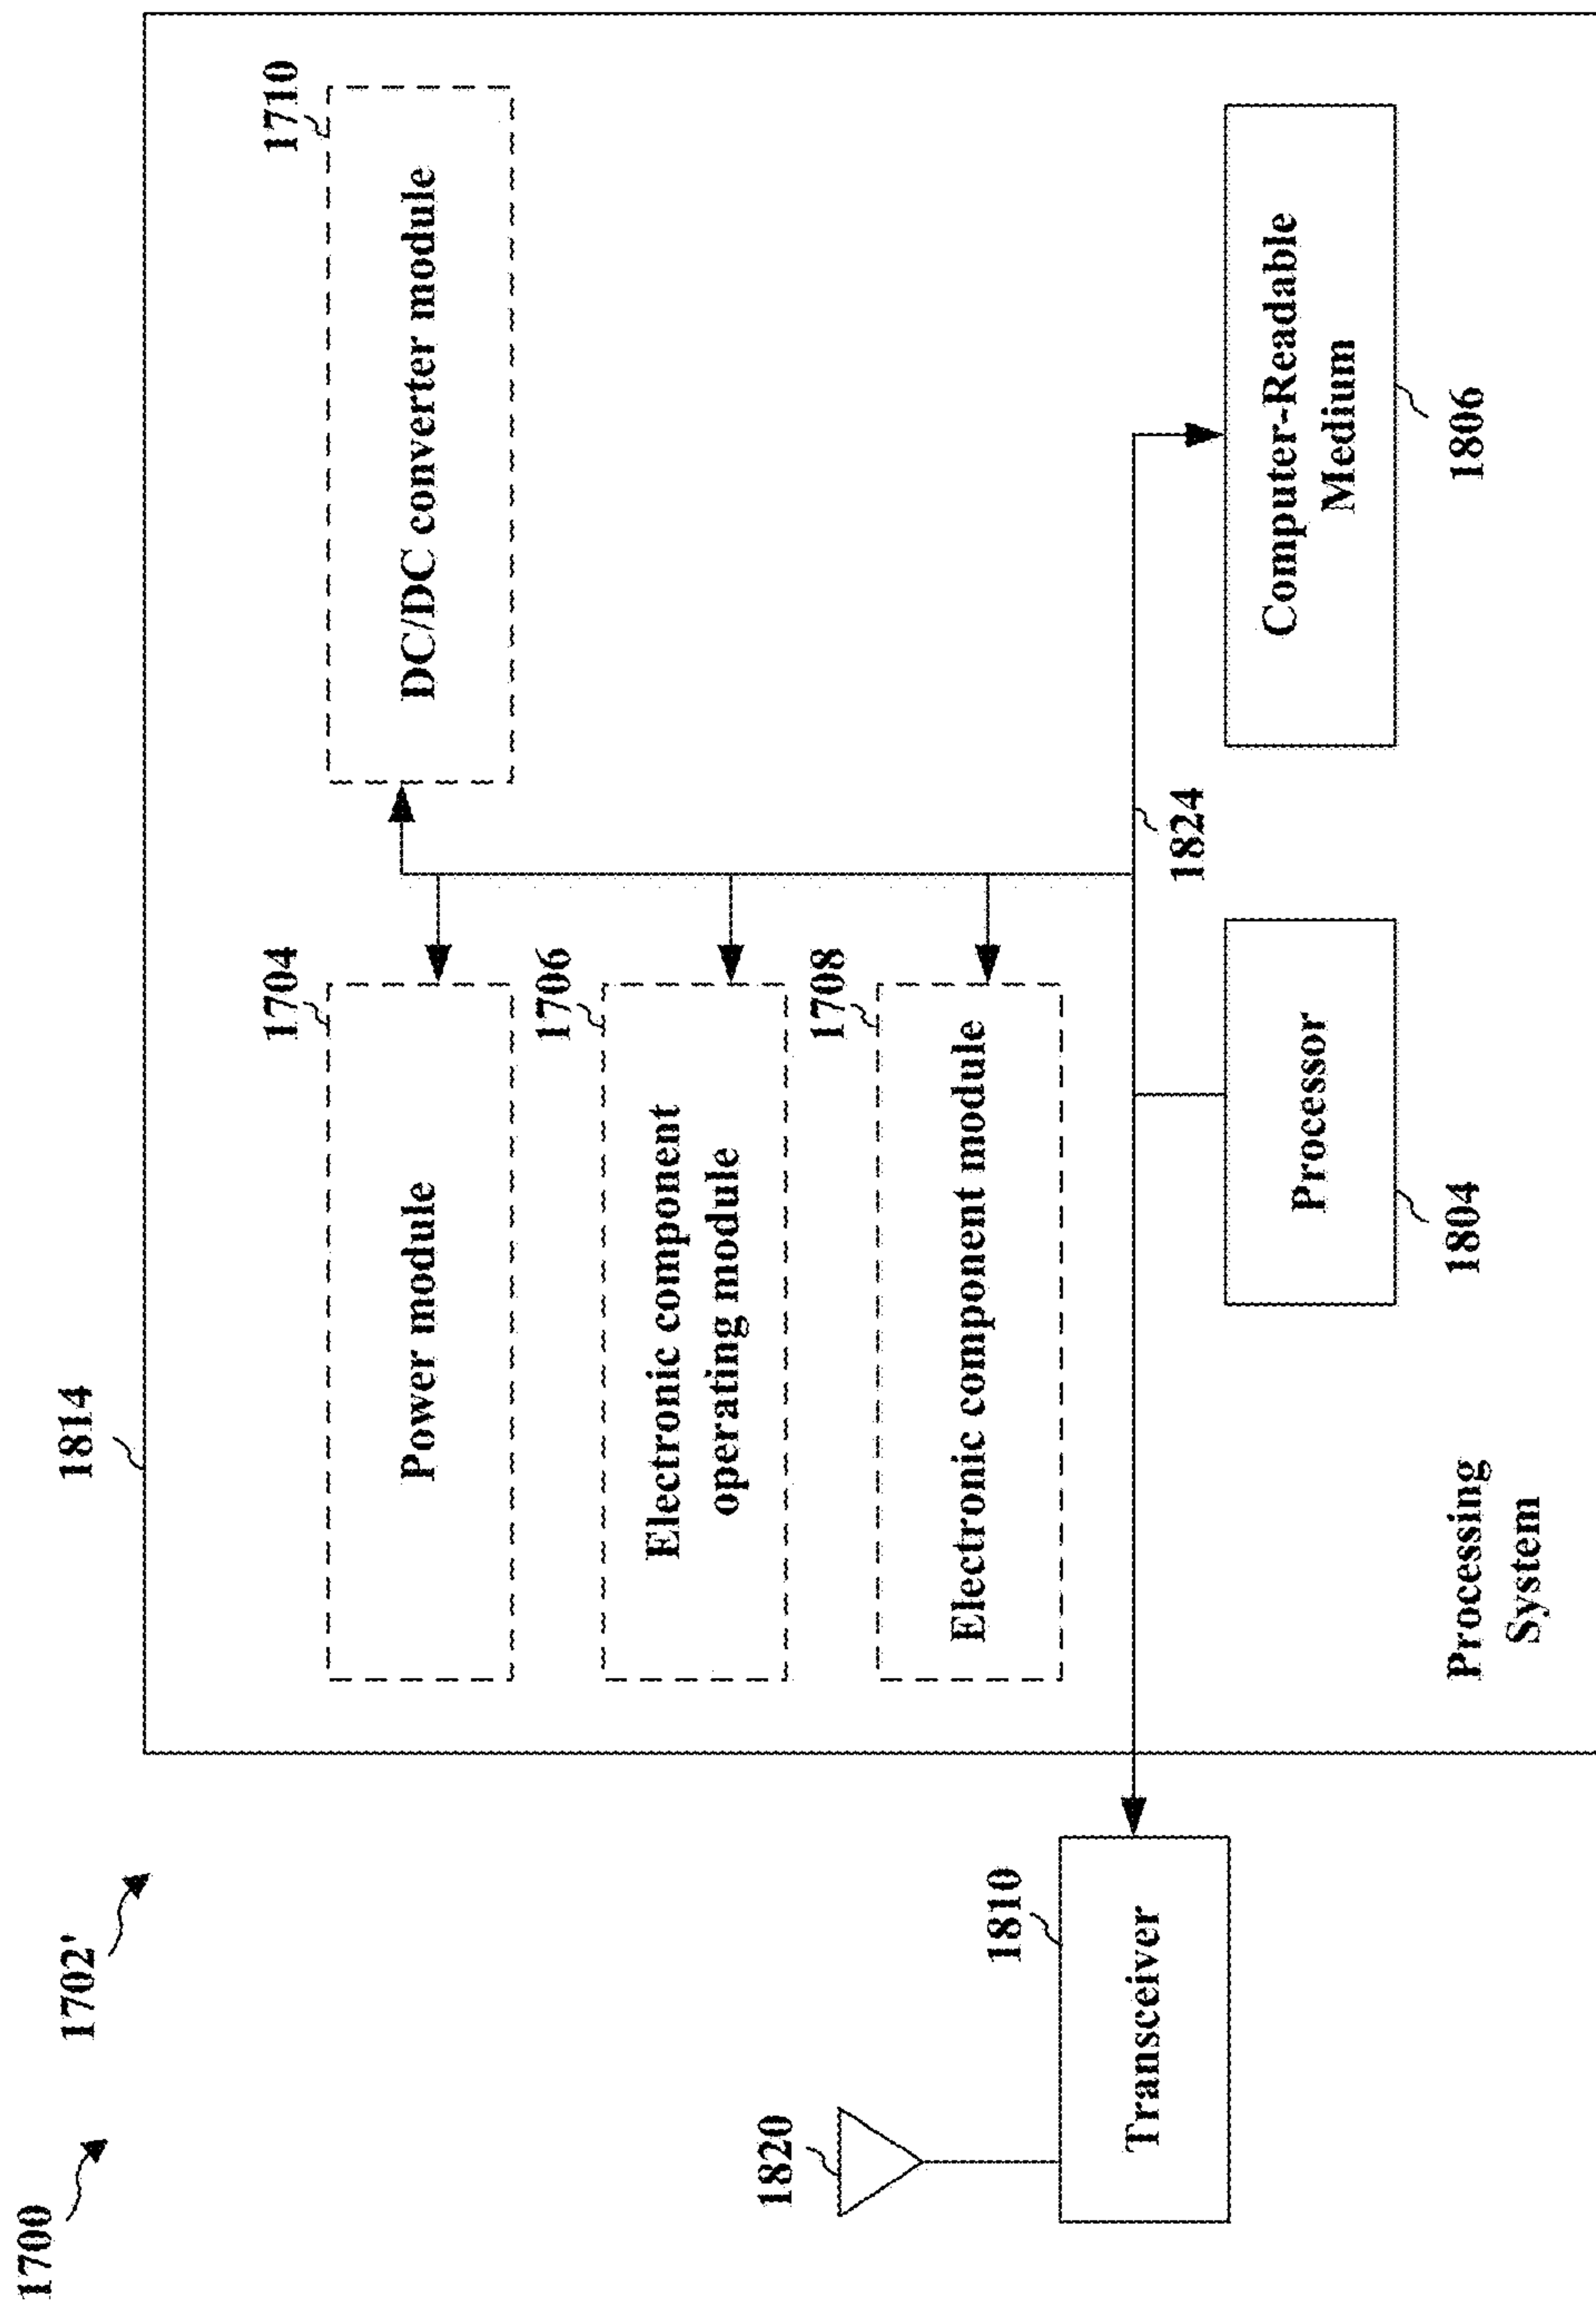 1700
1702'
1814
1704
Power module
1710
DC/DC converter module
1706
Electronic component
operating module
1708
Electronic component module
1820
1810
Transceiver
1824
Processor
1804
Computer-Readable
Medium
1806
Processing
System